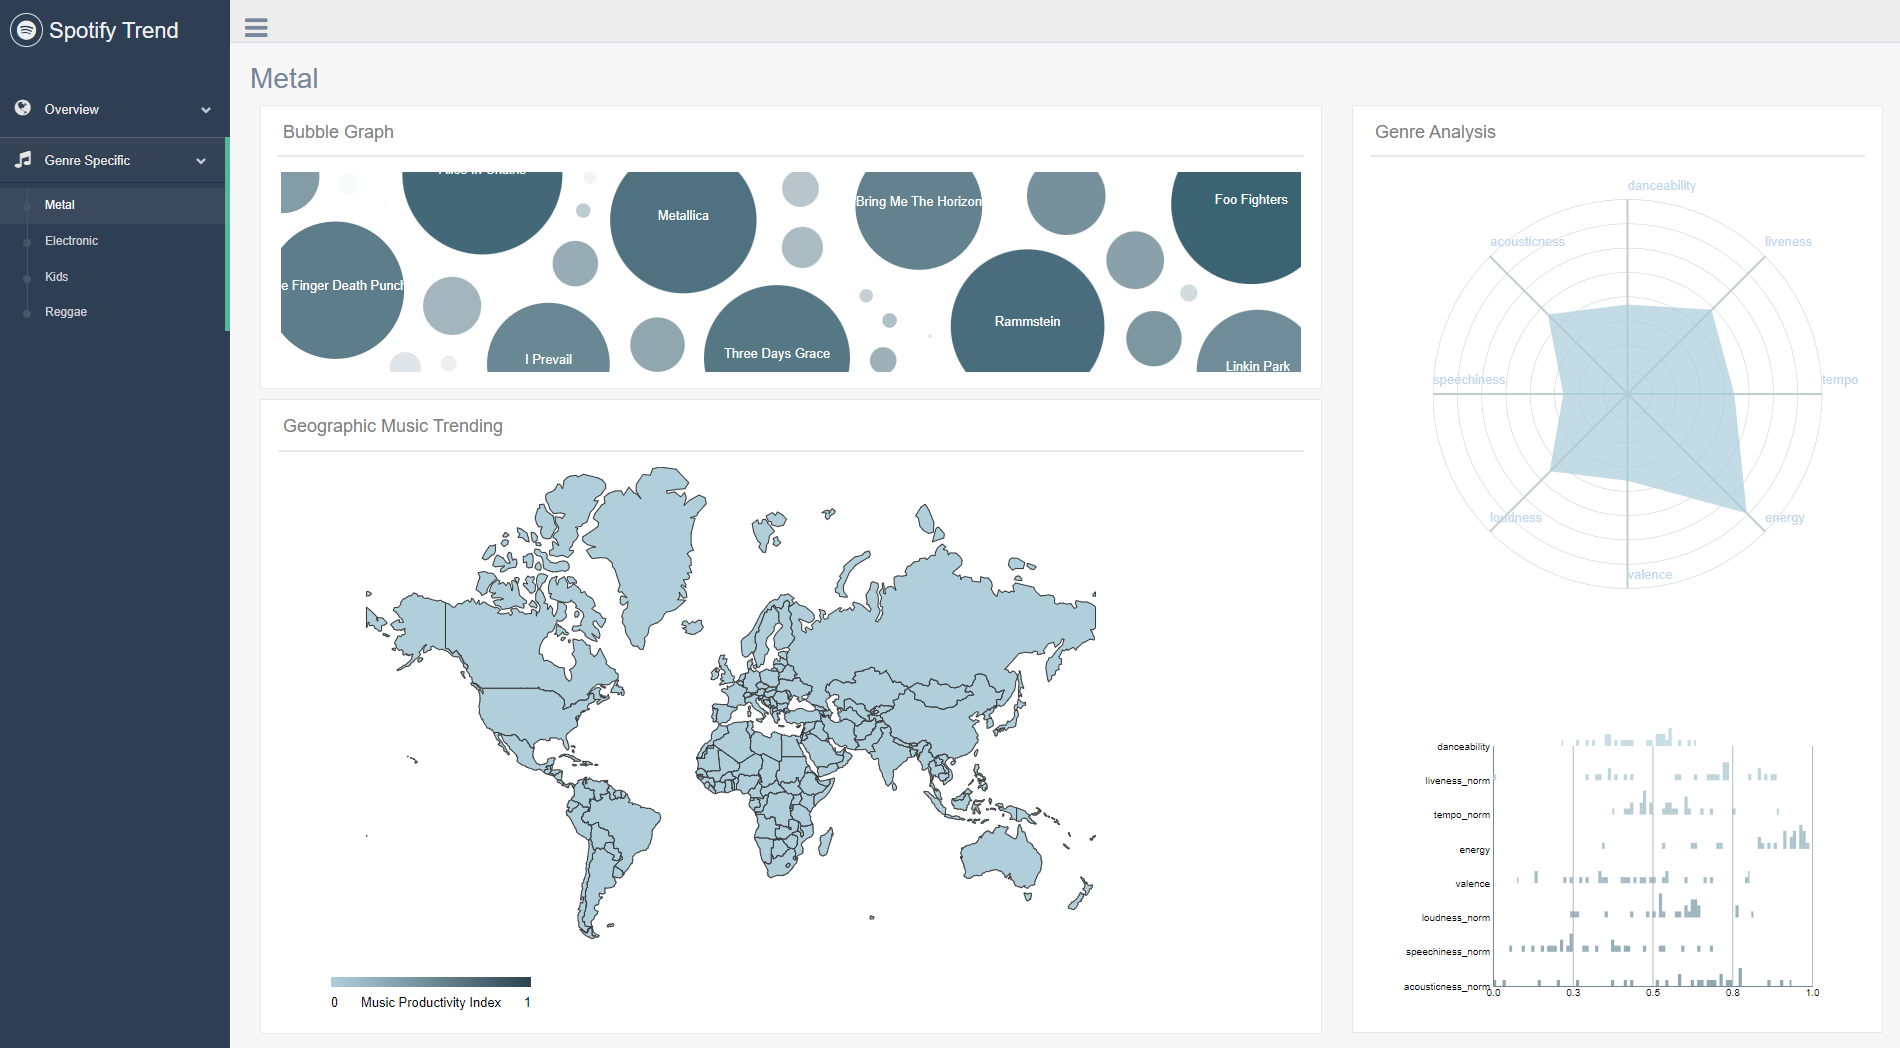 Spotify Trend
Overview
Genre Specific
Metal
Electronic
Kids
Reggae
Metal
Bubble Graph
Alice In Chains
Metallica
Bring Me The Horizon
Foo Fighters
e Finger Death Punch
I Prevail
Three Days Grace
Rammstein
Linkin Park
Geographic Music Trending
0 Music Productivity Index 1
Genre Analysis
danceability
acousticness
liveness
speechiness
tempo
loudness
energy
valence
danceability
liveness_norm
tempo_norm
energy
valence
loudness_norm
speechiness_norm
acousticness_norm
0.0 0.3 0.5 0.8 1.0